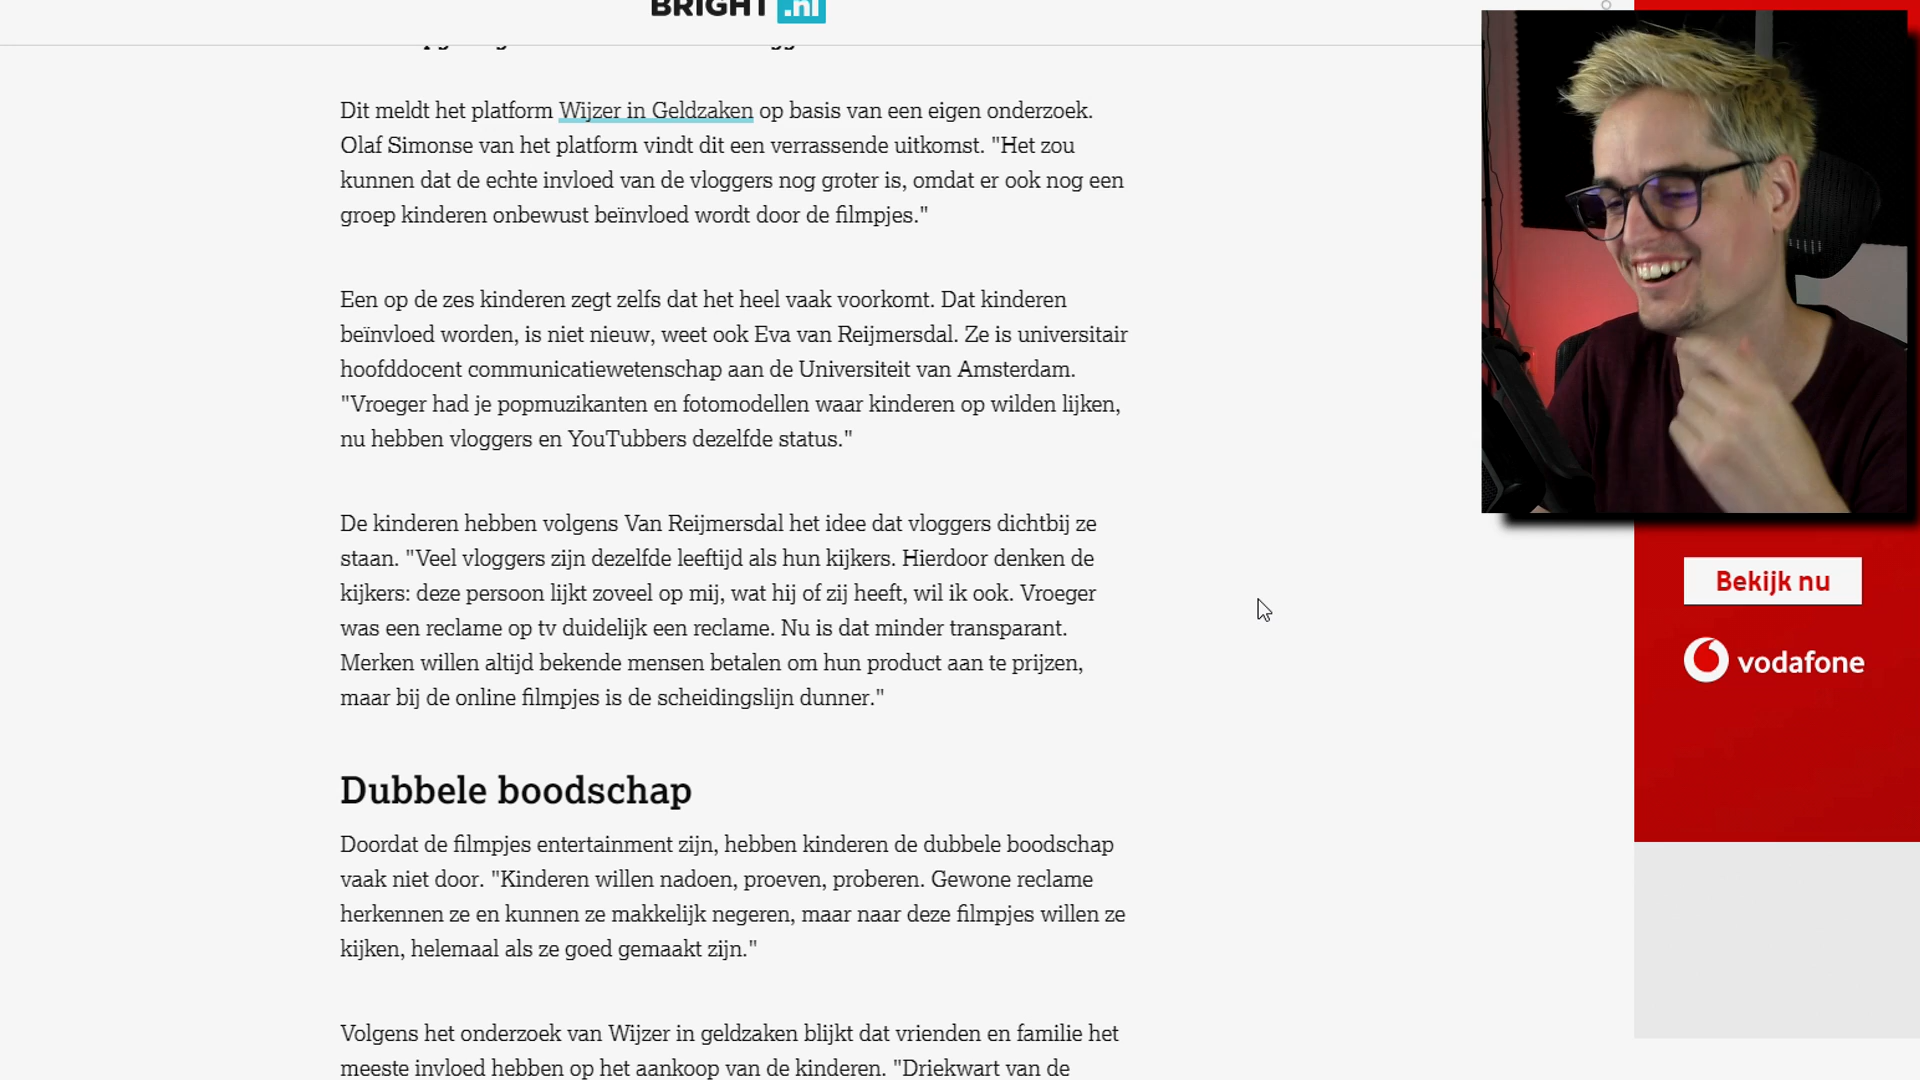 BRIGHT .nl
Dit meldt het platform Wijzer in Geldzaken op basis van een eigen onderzoek.
Olaf Simonse van het platform vindt dit een verrassende uitkomst. "Het zou
kunnen dat de echte invloed van de vloggers nog groter is, omdat er ook nog een
groep kinderen onbewust beïnvloed wordt door de filmpjes."
Een op de zes kinderen zegt zelfs dat het heel vaak voorkomt. Dat kinderen
beïnvloed worden, is niet nieuw, weet ook Eva van Reijmersdal. Ze is universitair
hoofddocent communicatiewetenschap aan de Universiteit van Amsterdam.
"Vroeger had je popmuzikanten en fotomodellen waar kinderen op wilden lijken,
nu hebben vloggers en YouTubbers dezelfde status."
De kinderen hebben volgens Van Reijmersdal het idee dat vloggers dichtbij ze
staan. "Veel vloggers zijn dezelfde leeftijd als hun kijkers. Hierdoor denken de
kijkers: deze persoon lijkt zoveel op mij, wat hij of zij heeft, wil ik ook. Vroeger
was een reclame op tv duidelijk een reclame. Nu is dat minder transparant.
Merken willen altijd bekende mensen betalen om hun product aan te prijzen,
maar bij de online filmpjes is de scheidingslijn dunner."
Dubbele boodschap
Doordat de filmpjes entertainment zijn, hebben kinderen de dubbele boodschap
vaak niet door. "Kinderen willen nadoen, proeven, proberen. Gewone reclame
herkennen ze en kunnen ze makkelijk negeren, maar naar deze filmpjes willen ze
kijken, helemaal als ze goed gemaakt zijn."
Volgens het onderzoek van Wijzer in geldzaken blijkt dat vrienden en familie het
meeste invloed hebben op het aankoop van de kinderen. "Driekwart van de
Bekijk nu
vodafone